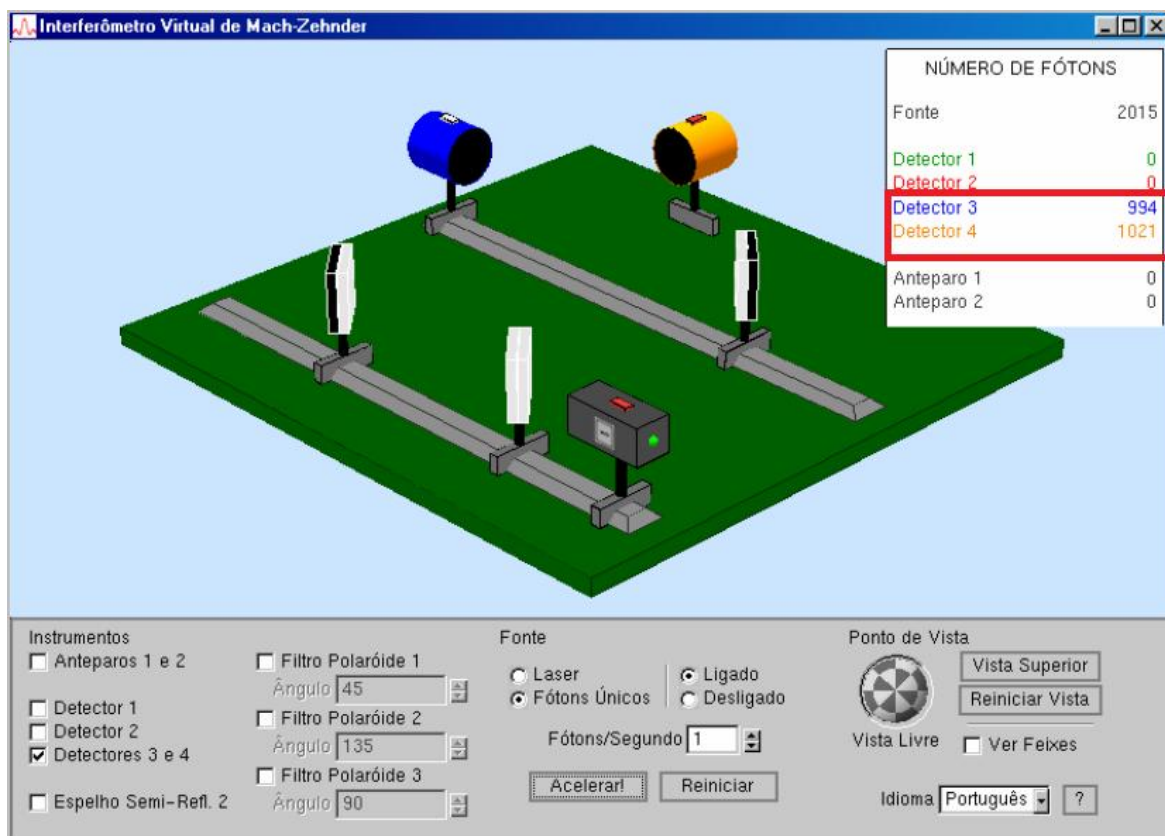 Interferômetro Virtual de Mach-Zehnder
NÚMERO DE FÓTONS
Fonte 2015
Detector 1 0
Detector 2 0
Detector 3 994
Detector 4 1021
Anteparo 1 0
Anteparo 2 0
Instrumentos
Anteparos 1 e 2
Detector 1
Detector 2
Detectores 3 e 4
Espelho Semi-Refl. 2
Filtro Polaróide 1
Ângulo 45
Filtro Polaróide 2
Ângulo 135
Filtro Polaróide 3
Ângulo 90
Fonte
Laser
Fótons Únicos
Ligado
Desligado
Fótons/Segundo 1
Acelerar!
Reiniciar
Ponto de Vista
Vista Livre
Vista Superior
Reiniciar Vista
Ver Feixes
Idioma Português ?